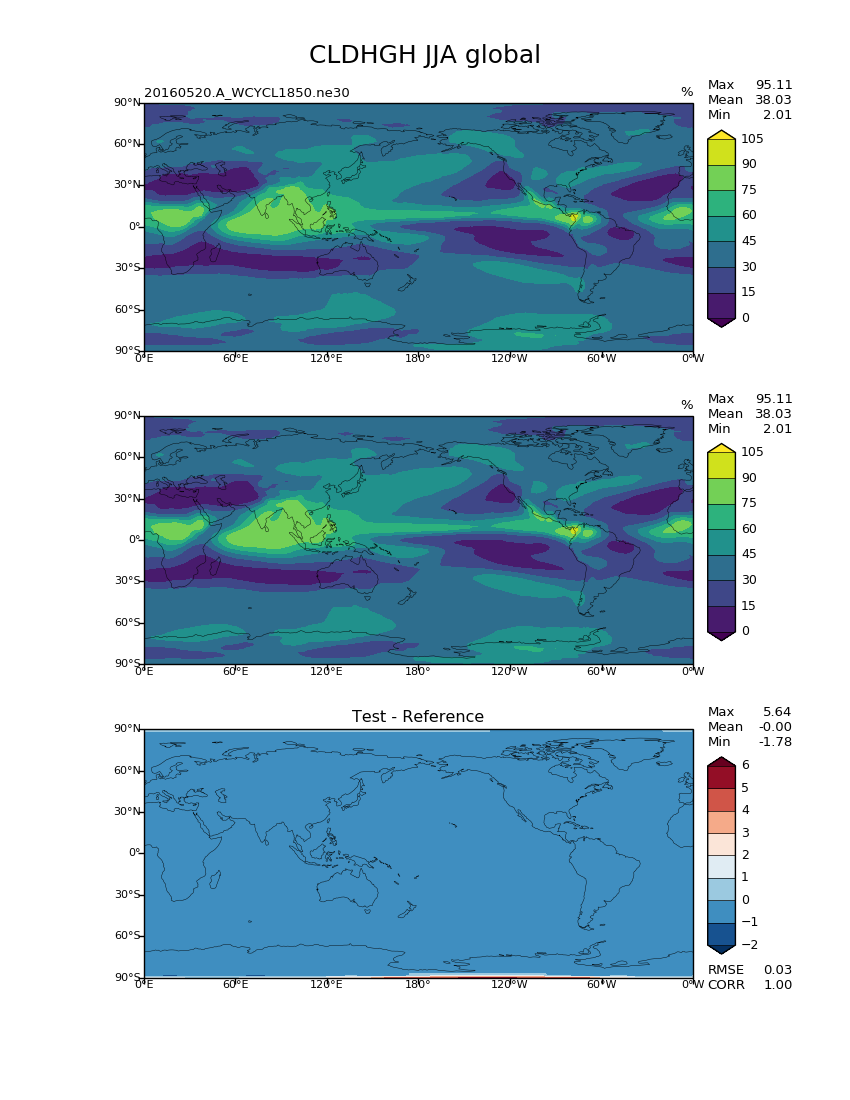 CLDHGH JJA global
20160520.A_WCYCL1850.ne30
%
Max 95.11
Mean 38.03
Min 2.01
90°N
60°N
30°N
0°
30°S
60°S
90°S
0°E 60°E 120°E 180° 120°W 60°W 0°W
105
90
75
60
45
30
15
0
%
Max 95.11
Mean 38.03
Min 2.01
90°N
60°N
30°N
0°
30°S
60°S
90°S
0°E 60°E 120°E 180° 120°W 60°W 0°W
105
90
75
60
45
30
15
0
Test - Reference
Max 5.64
Mean -0.00
Min -1.78
90°N
60°N
30°N
0°
30°S
60°S
90°S
0°E 60°E 120°E 180° 120°W 60°W 0°W
6
5
4
3
2
1
0
−1
−2
RMSE 0.03
CORR 1.00